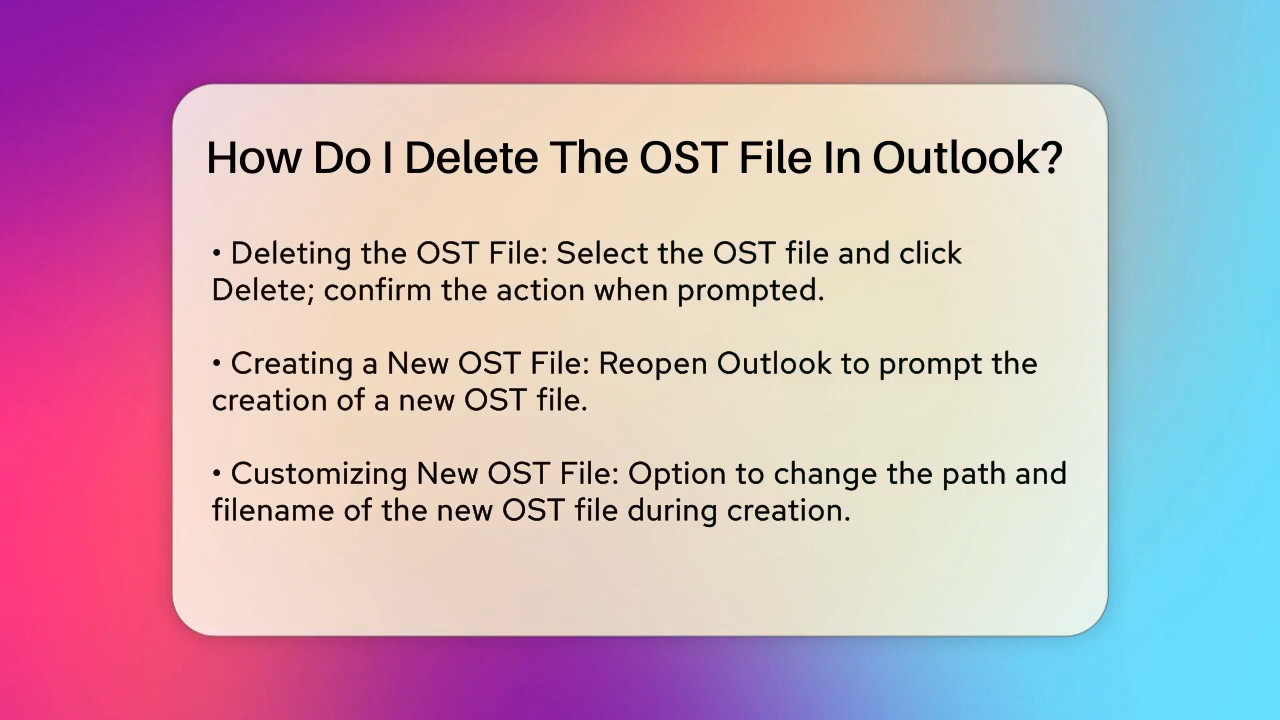 How Do I Delete The OST File In Outlook?
• Deleting the OST File: Select the OST file and click
Delete; confirm the action when prompted.
• Creating a New OST File: Reopen Outlook to prompt the
creation of a new OST file.
• Customizing New OST File: Option to change the path and
filename of the new OST file during creation.